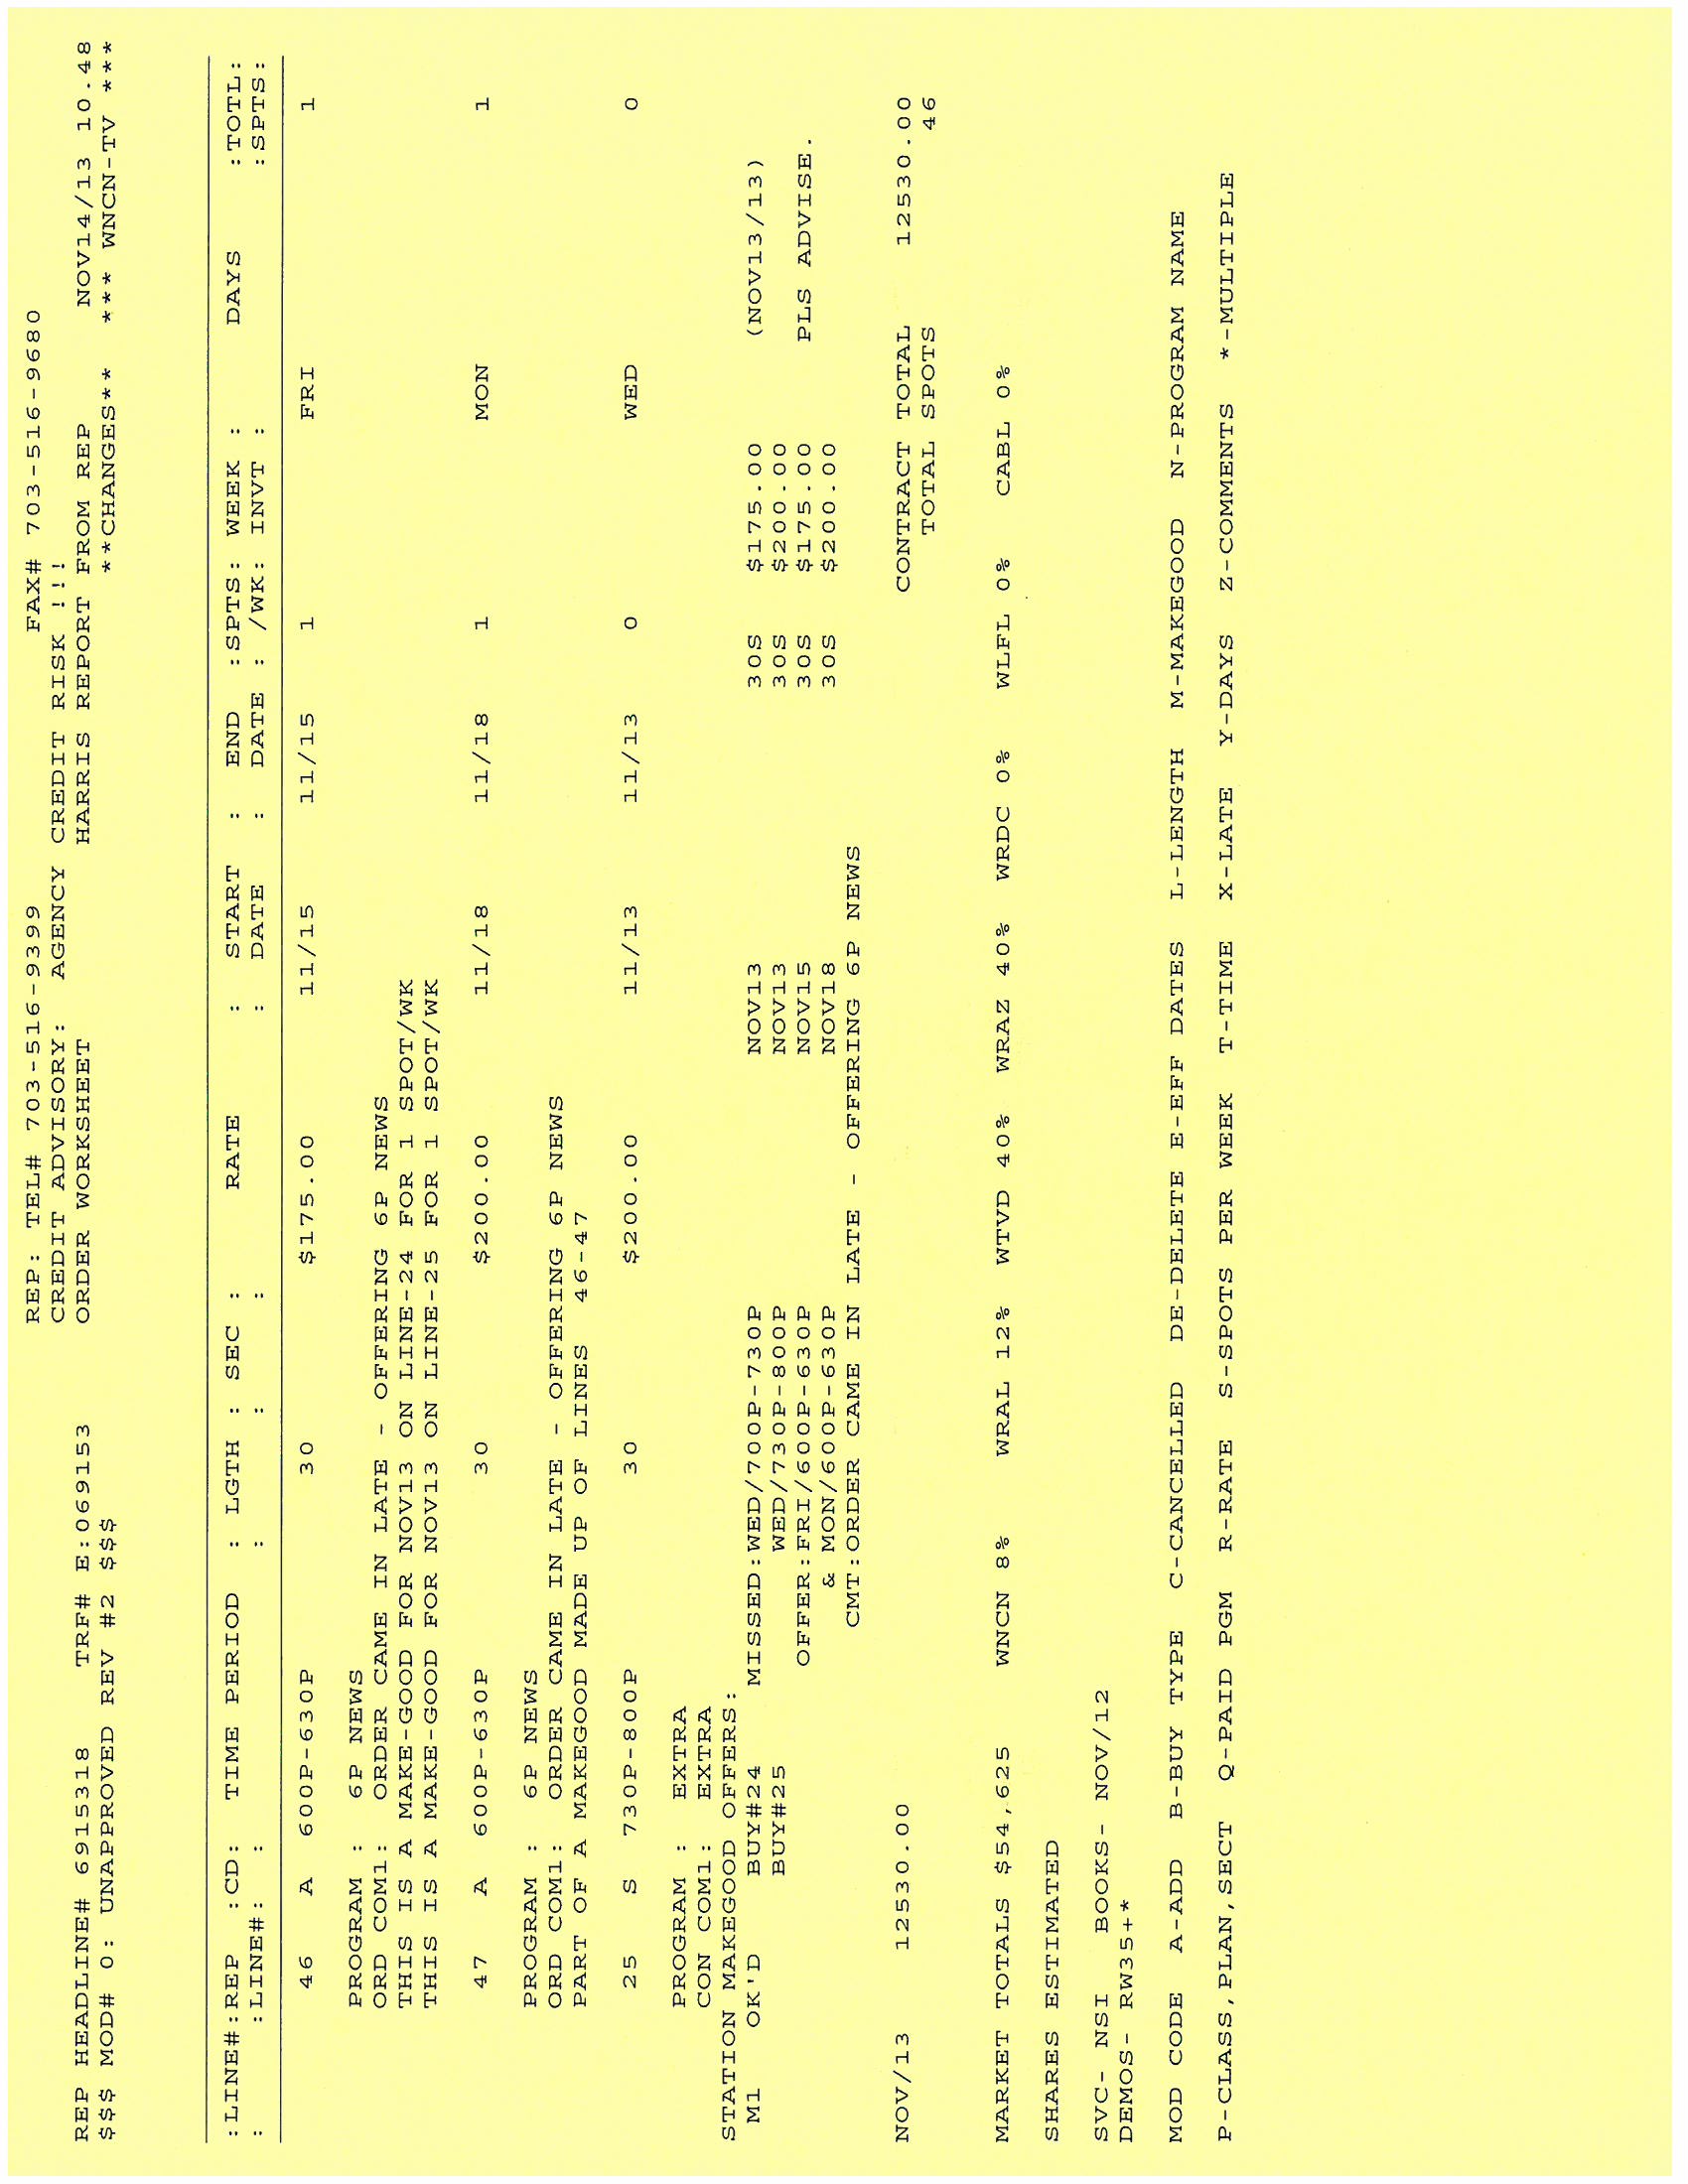 REP: TEL# 703-516-9399 FAX# 703-516-9680
CREDIT ADVISORY: AGENCY CREDIT RISK !!!
REP HEADLINE# 6915318 TRF# E:069153 ORDER WORKSHEET HARRIS REPORT FROM REP NOV14/13 10.48
$$$ MOD# 0: UNAPPROVED REV #2 $$$ **CHANGES** *** WNCN-TV ***
:LINE#:REP :CD: TIME PERIOD : LGTH : SEC : RATE : START : END :SPTS: WEEK : DAYS :TOTL:
: :LINE#: : : : : DATE : DATE : /WK: INVT : :SPTS:
46 A 600P-630P 30 $175.00 11/15 11/15 1 FRI 1
PROGRAM : 6P NEWS
ORD COM1: ORDER CAME IN LATE - OFFERING 6P NEWS
THIS IS A MAKE-GOOD FOR NOV13 ON LINE-24 FOR 1 SPOT/WK
THIS IS A MAKE-GOOD FOR NOV13 ON LINE-25 FOR 1 SPOT/WK
47 A 600P-630P 30 $200.00 11/18 11/18 1 MON 1
PROGRAM : 6P NEWS
ORD COM1: ORDER CAME IN LATE - OFFERING 6P NEWS
PART OF A MAKEGOOD MADE UP OF LINES 46-47
25 S 730P-800P 30 $200.00 11/13 11/13 0 WED 0
PROGRAM : EXTRA
CON COM1: EXTRA
STATION MAKEGOOD OFFERS:
M1 OK'D BUY#24 MISSED:WED/700P-730P NOV13 30S $175.00 (NOV13/13)
BUY#25 WED/730P-800P NOV13 30S $200.00
OFFER:FRI/600P-630P NOV15 30S $175.00 PLS ADVISE.
& MON/600P-630P NOV18 30S $200.00
CMT:ORDER CAME IN LATE - OFFERING 6P NEWS
NOV/13 12530.00 CONTRACT TOTAL 12530.00
TOTAL SPOTS 46
MARKET TOTALS $54,625 WNCN 8% WRAL 12% WTVD 40% WRAZ 40% WRDC 0% WLFL 0% CABL 0%
SHARES ESTIMATED
SVC- NSI BOOKS- NOV/12
DEMOS- RW35+*
MOD CODE A-ADD B-BUY TYPE C-CANCELLED DE-DELETE E-EFF DATES L-LENGTH M-MAKEGOOD N-PROGRAM NAME
P-CLASS,PLAN,SECT Q-PAID PGM R-RATE S-SPOTS PER WEEK T-TIME X-LATE Y-DAYS Z-COMMENTS *-MULTIPLE